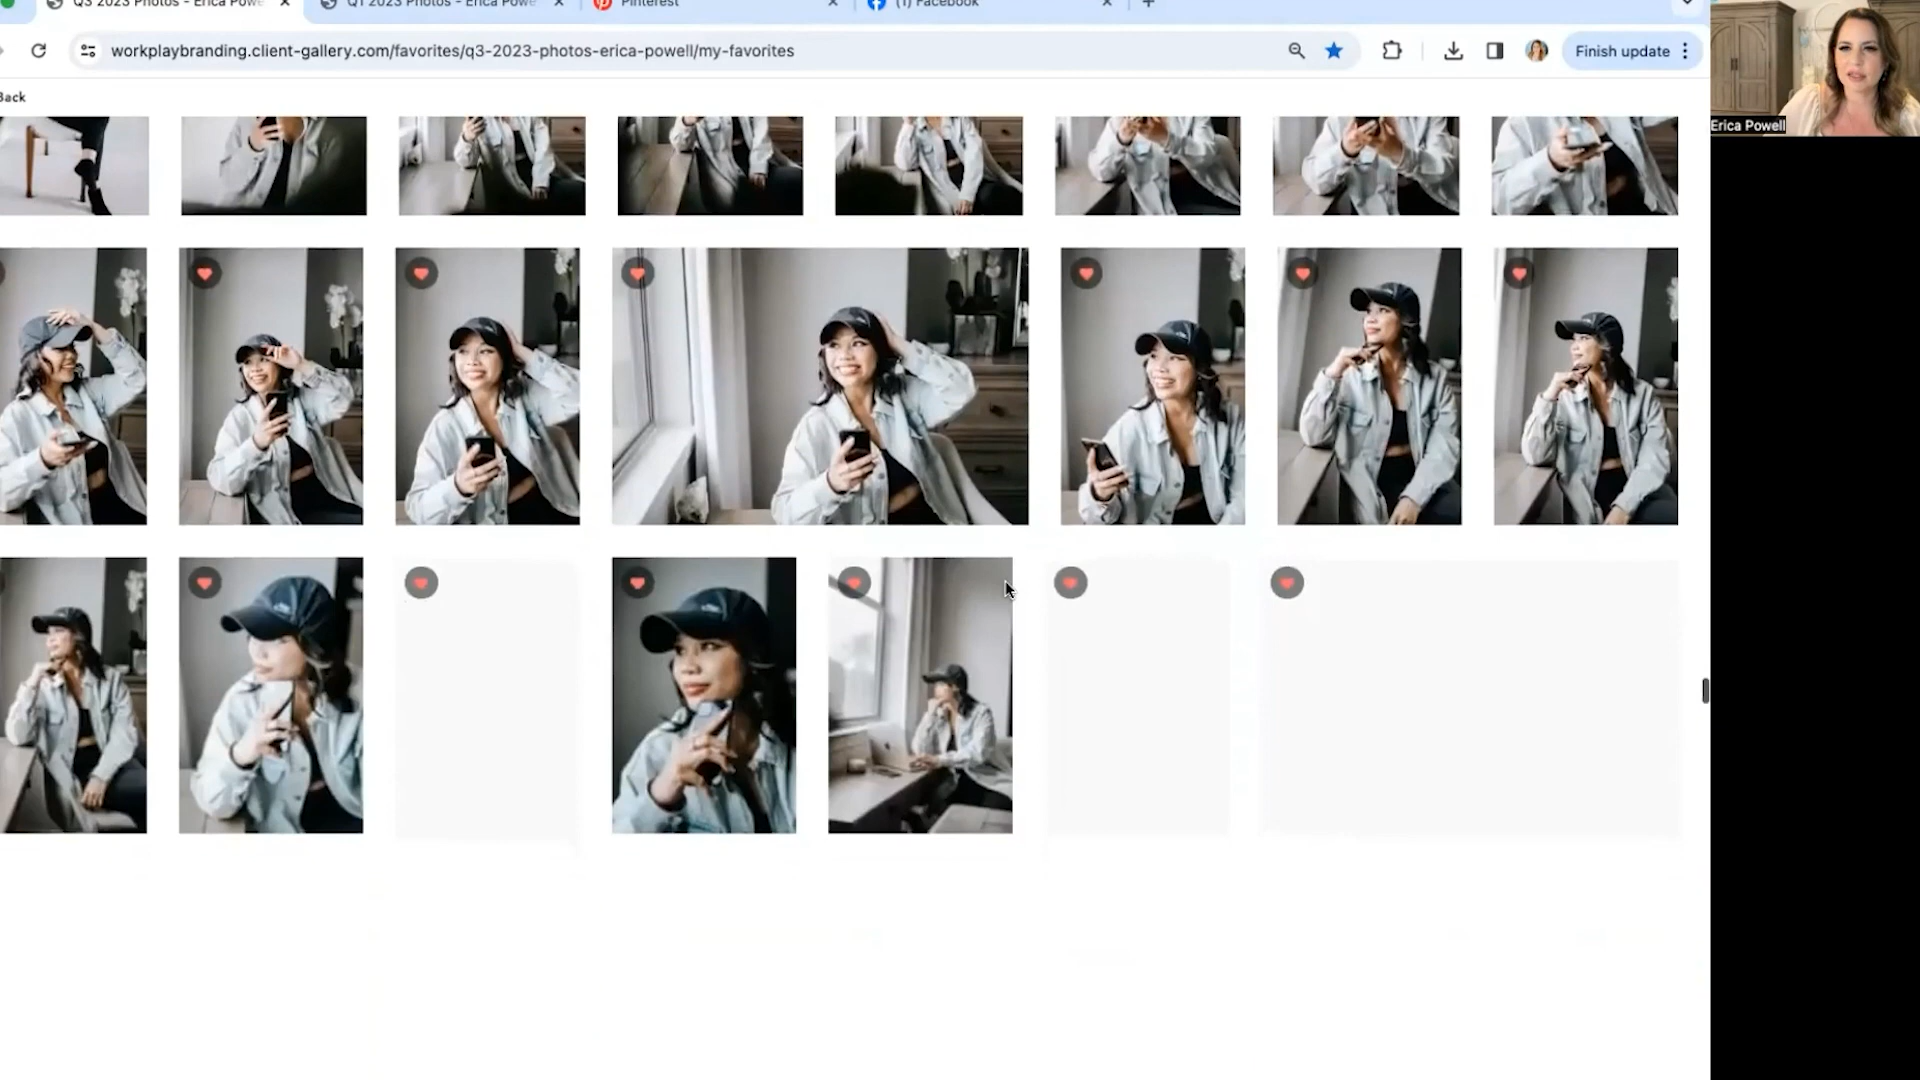 Q3 2023 Photos - Erica Powe
Q1 2023 Photos - Erica Powe
Pinterest
(1) Facebook
workplaybranding.client-gallery.com/favorites/q3-2023-photos-erica-powell/my-favorites
Finish update
Back
Erica Powell